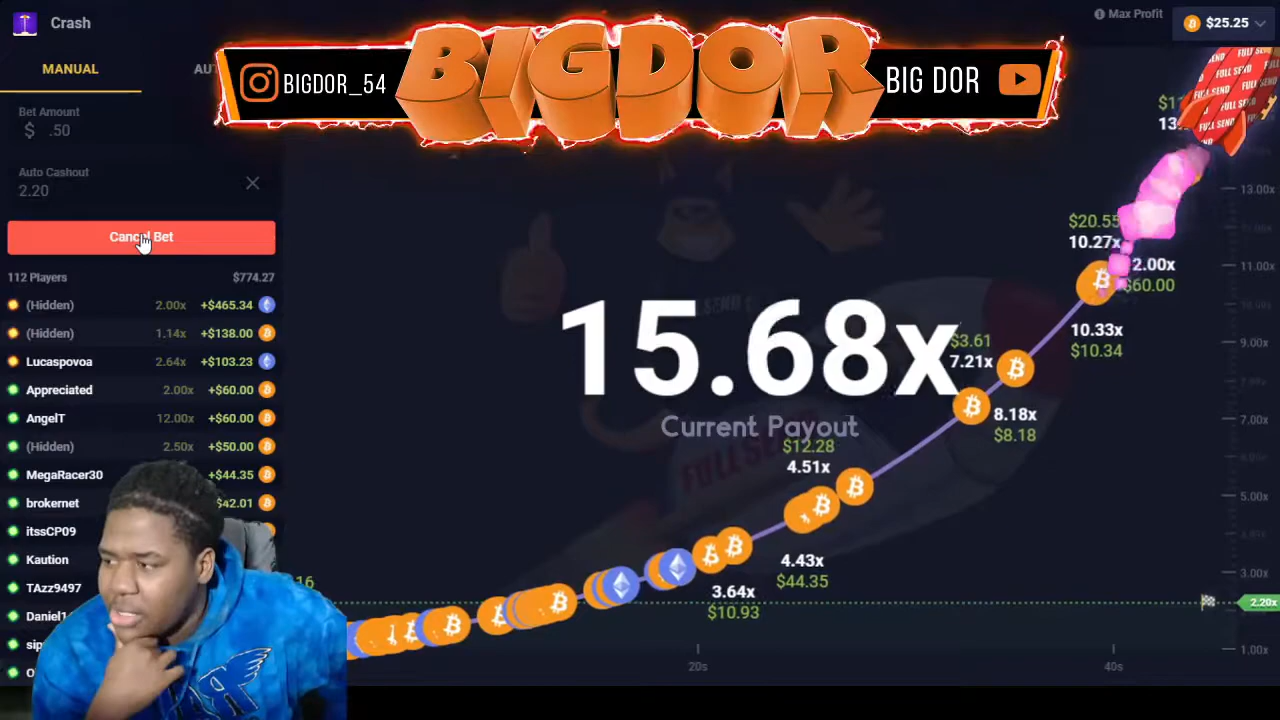 Crash
Max Profit
$25.25
MANUAL
AU
BIGDOR_54
BIGDOR
BIG DOR
FULL SEND
Bet Amount
$ .50
Auto Cashout
2.20
Cancel Bet
112 Players $774.27
(Hidden) 2.00x +$465.34
(Hidden) 1.14x +$138.00
Lucaspovoa 2.64x +$103.23
Appreciated 2.00x +$60.00
AngelT 12.00x +$60.00
(Hidden) 2.50x +$50.00
MegaRacer30 +$44.35
brokernet $42.01
itssCP09
Kaution
TAzz9497
15.68x
Current Payout
$20.55
10.27x
2.00x
$60.00
10.33x
$10.34
$3.61
7.21x
8.18x
$8.18
$12.28
4.51x
4.43x
$44.35
3.64x
$10.93
13.00x
11.00x
9.00x
7.00x
5.00x
3.00x
2.20x
1.00x
20s
40s